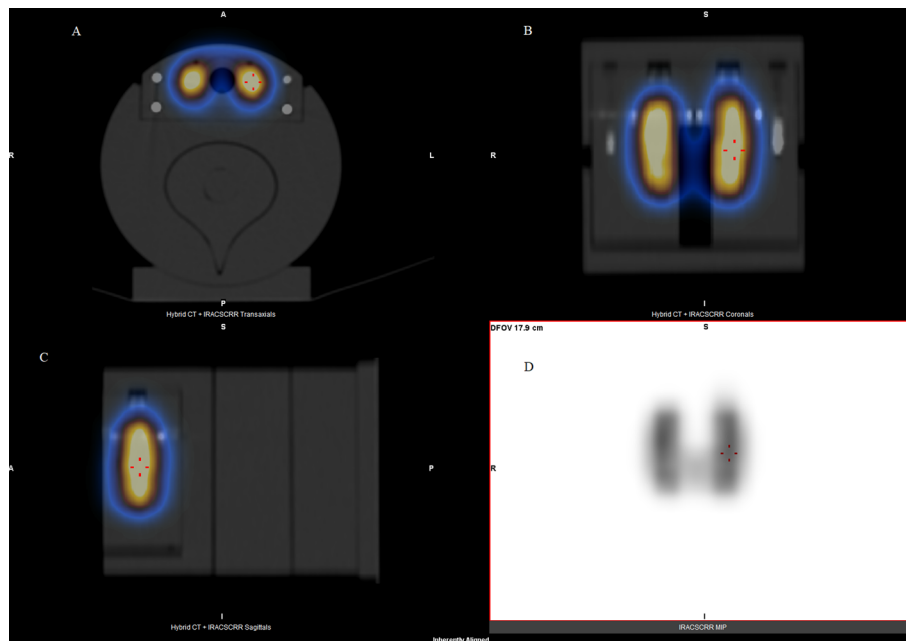 A
A
R
L
P
Hybrid CT + IRACSCRR Transaxials
B
S
R
I
Hybrid CT + IRACSCRR Coronals
C
S
A
P
I
Hybrid CT + IRACSCRR Sagittals
DFOV 17.9 cm
S
D
R
I
IRACSCRR MIP
Inherently Aligned